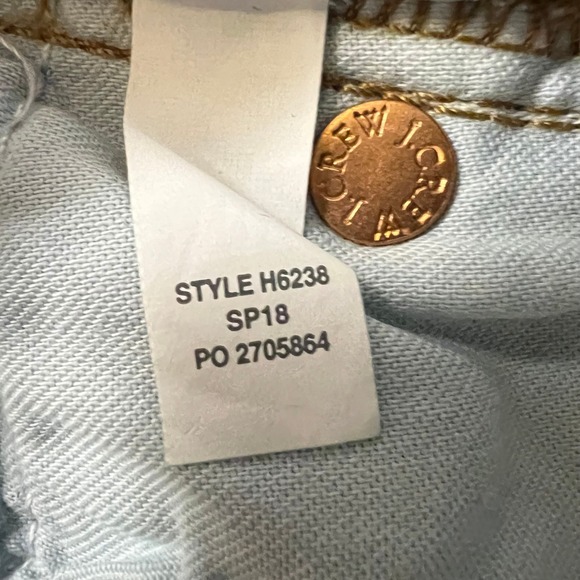 J.CREW J.CREW
STYLE H6238
SP18
PO 2705864